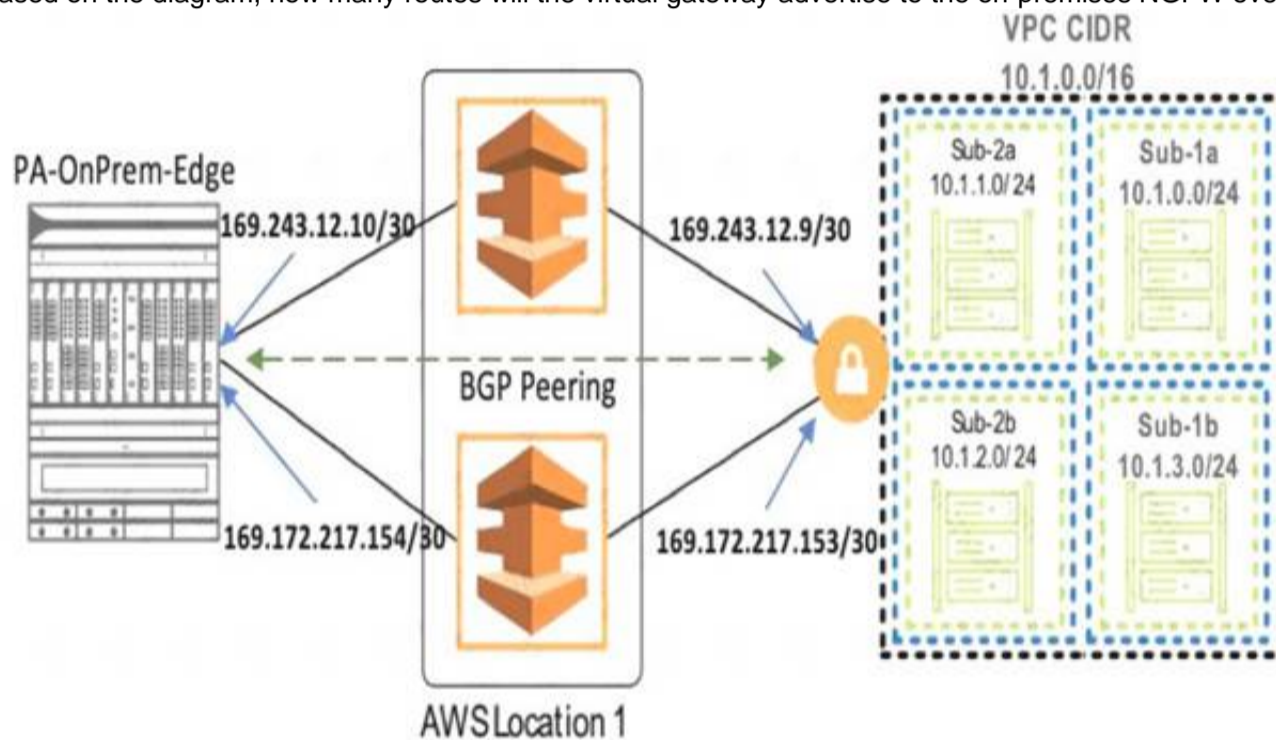 ased on the diagram, how many routes will the virtual gateway advertise to the on-premises NGFW ove
VPC CIDR
10.1.0.0/16
PA-OnPrem-Edge
169.243.12.10/30
169.243.12.9/30
Sub-2a
10.1.1.0/24
Sub-1a
10.1.0.0/24
BGP Peering
Sub-2b
10.1.2.0/24
Sub-1b
10.1.3.0/24
169.172.217.154/30
169.172.217.153/30
AWS Location 1